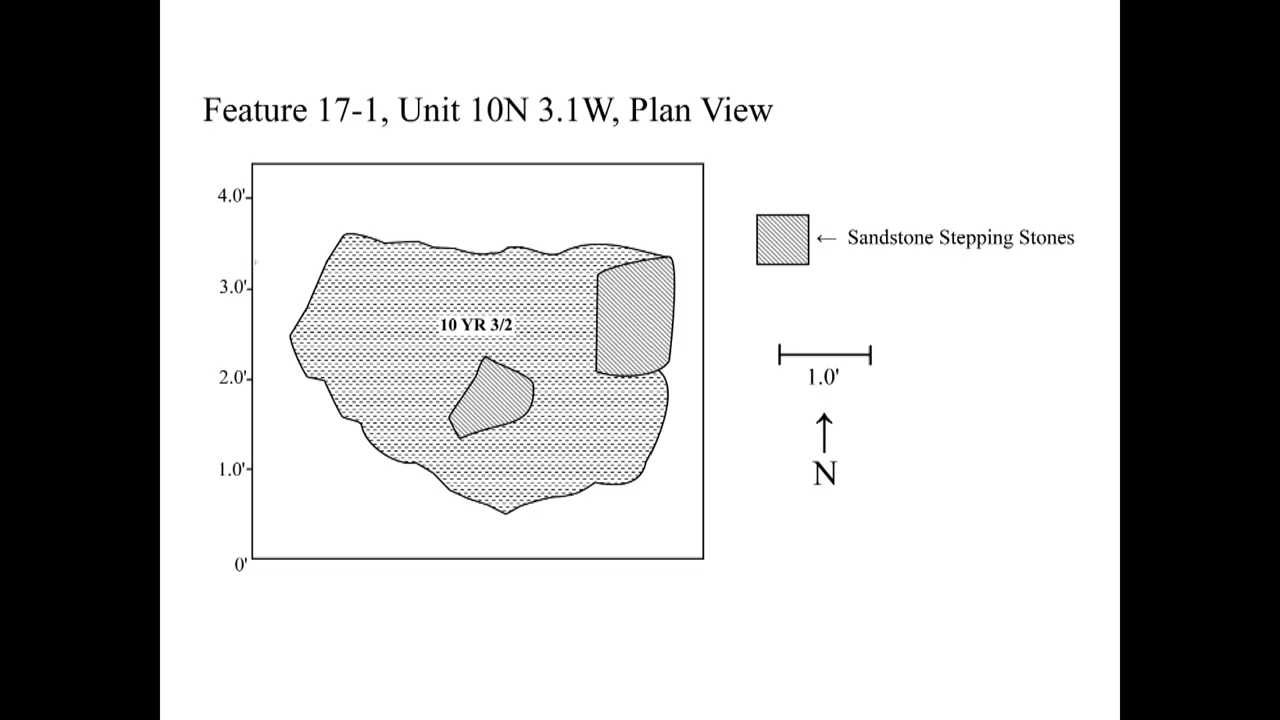 Feature 17-1, Unit 10N 3.1W, Plan View
4.0'
3.0'
2.0'
1.0'
0'
10 YR 3/2
← Sandstone Stepping Stones
1.0'
N